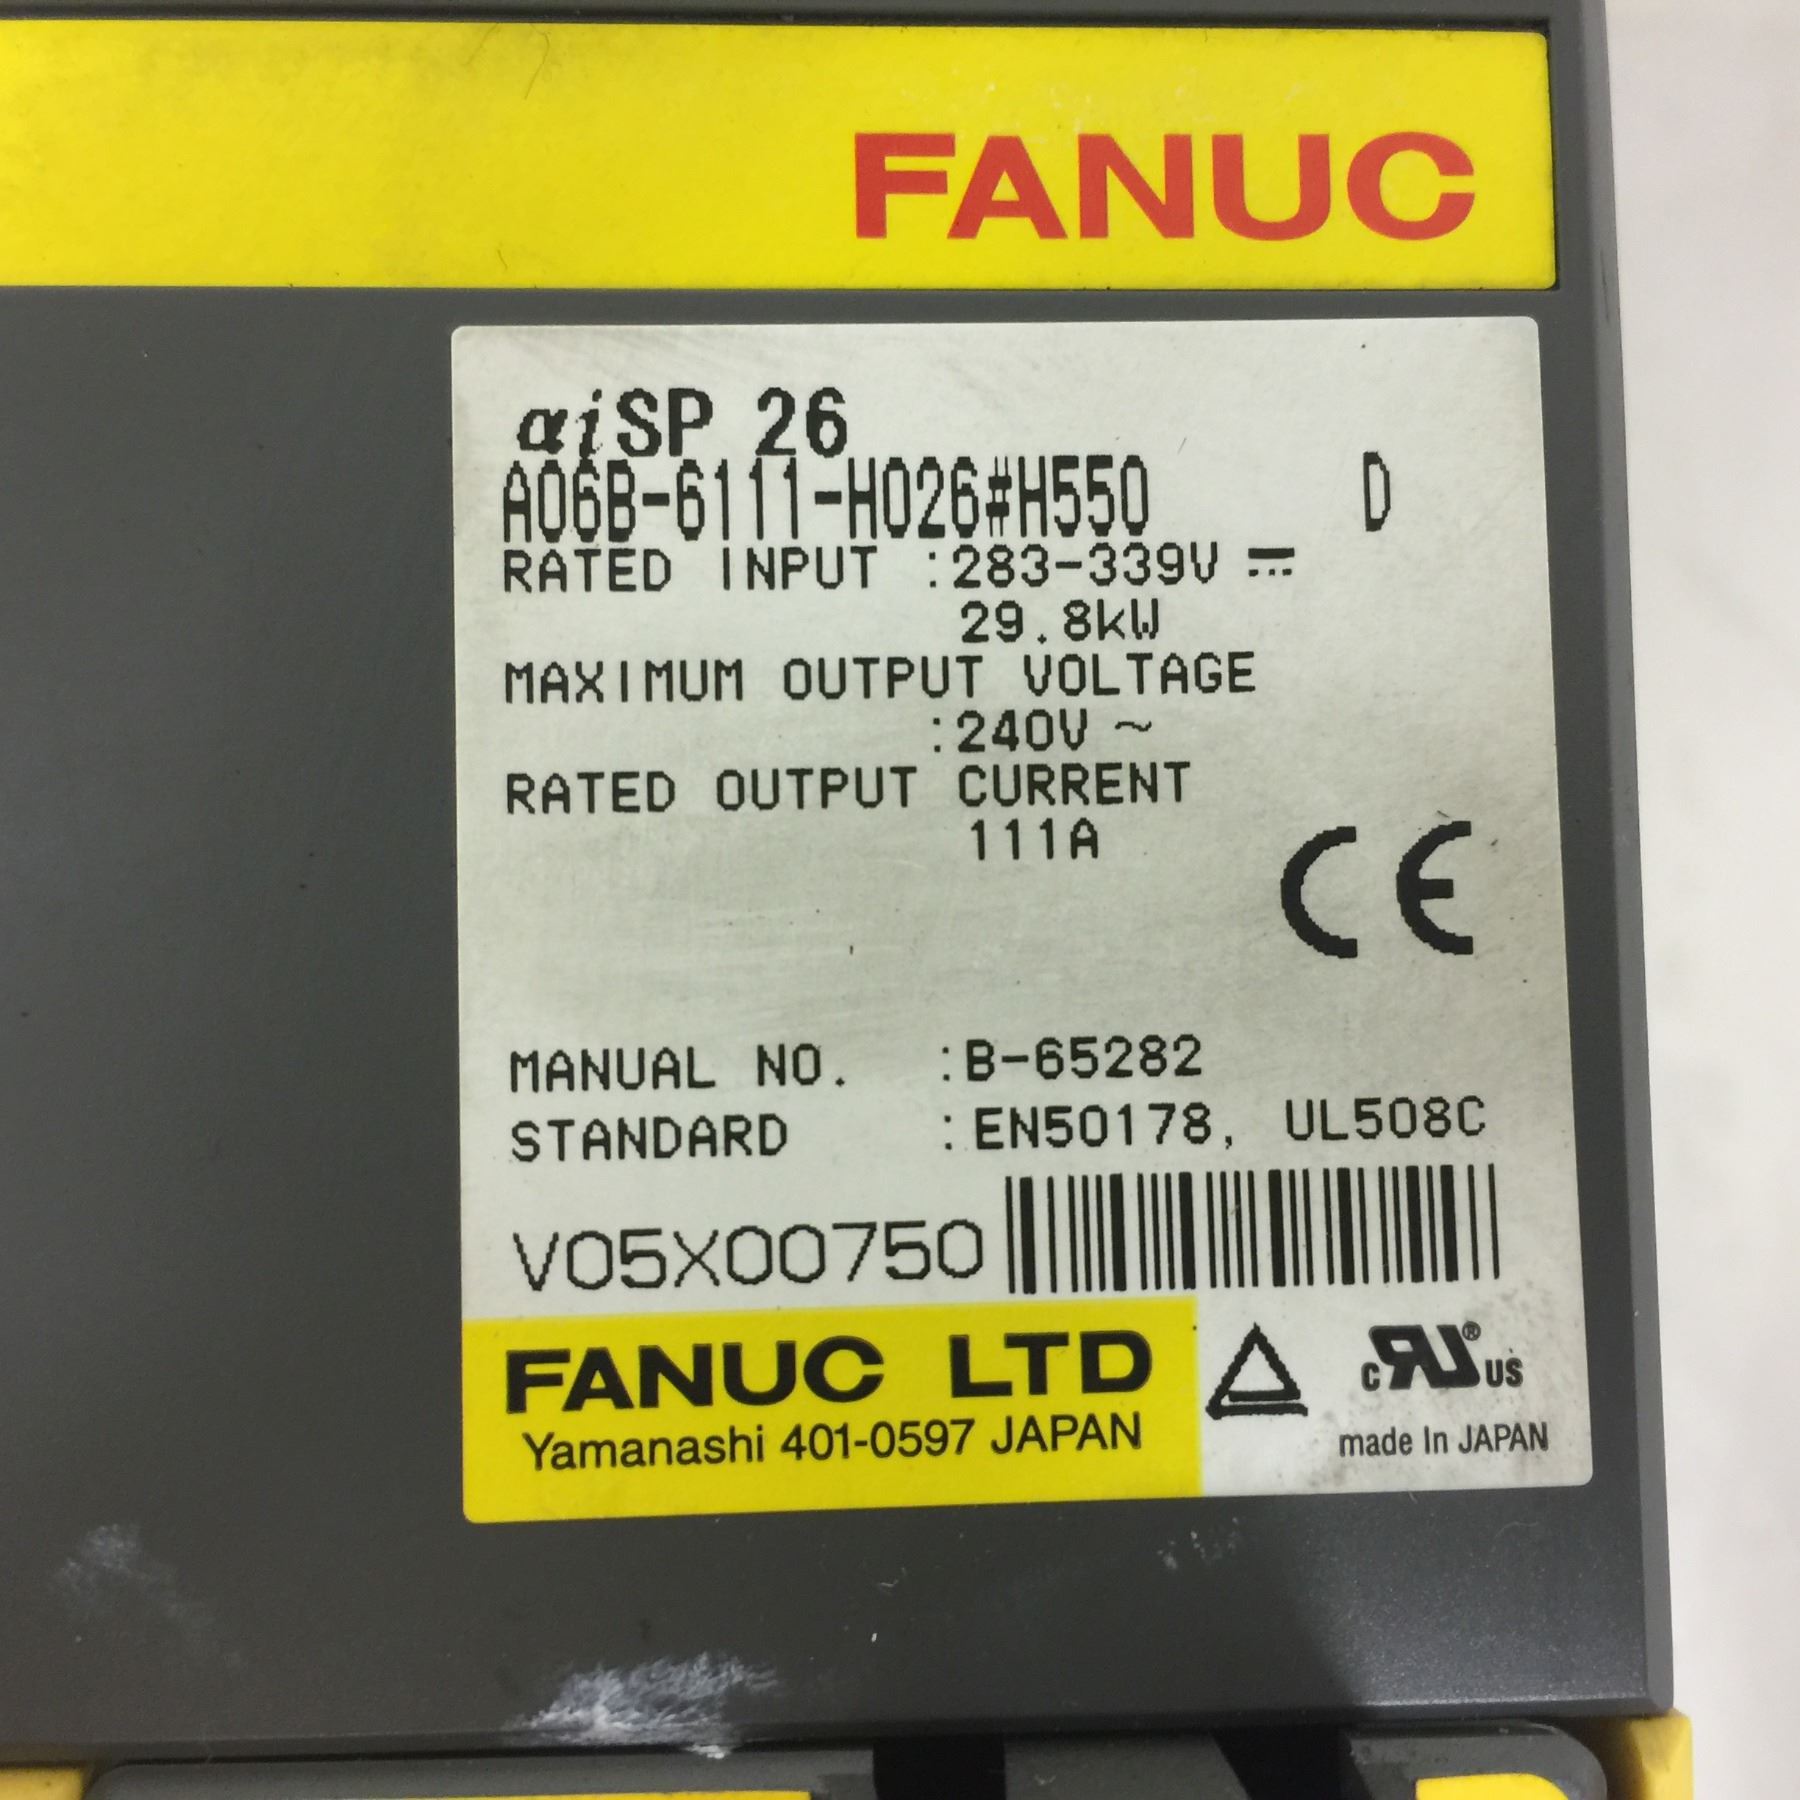 FANUC
αiSP 26
A06B-6111-H026#H550 D
RATED INPUT :283-339V ⎓
29.8kW
MAXIMUM OUTPUT VOLTAGE
:240V ~
RATED OUTPUT CURRENT
111A
CE
MANUAL NO. :B-65282
STANDARD :EN50178, UL508C
V05X00750
FANUC LTD
Yamanashi 401-0597 JAPAN
c RU® US
made In JAPAN